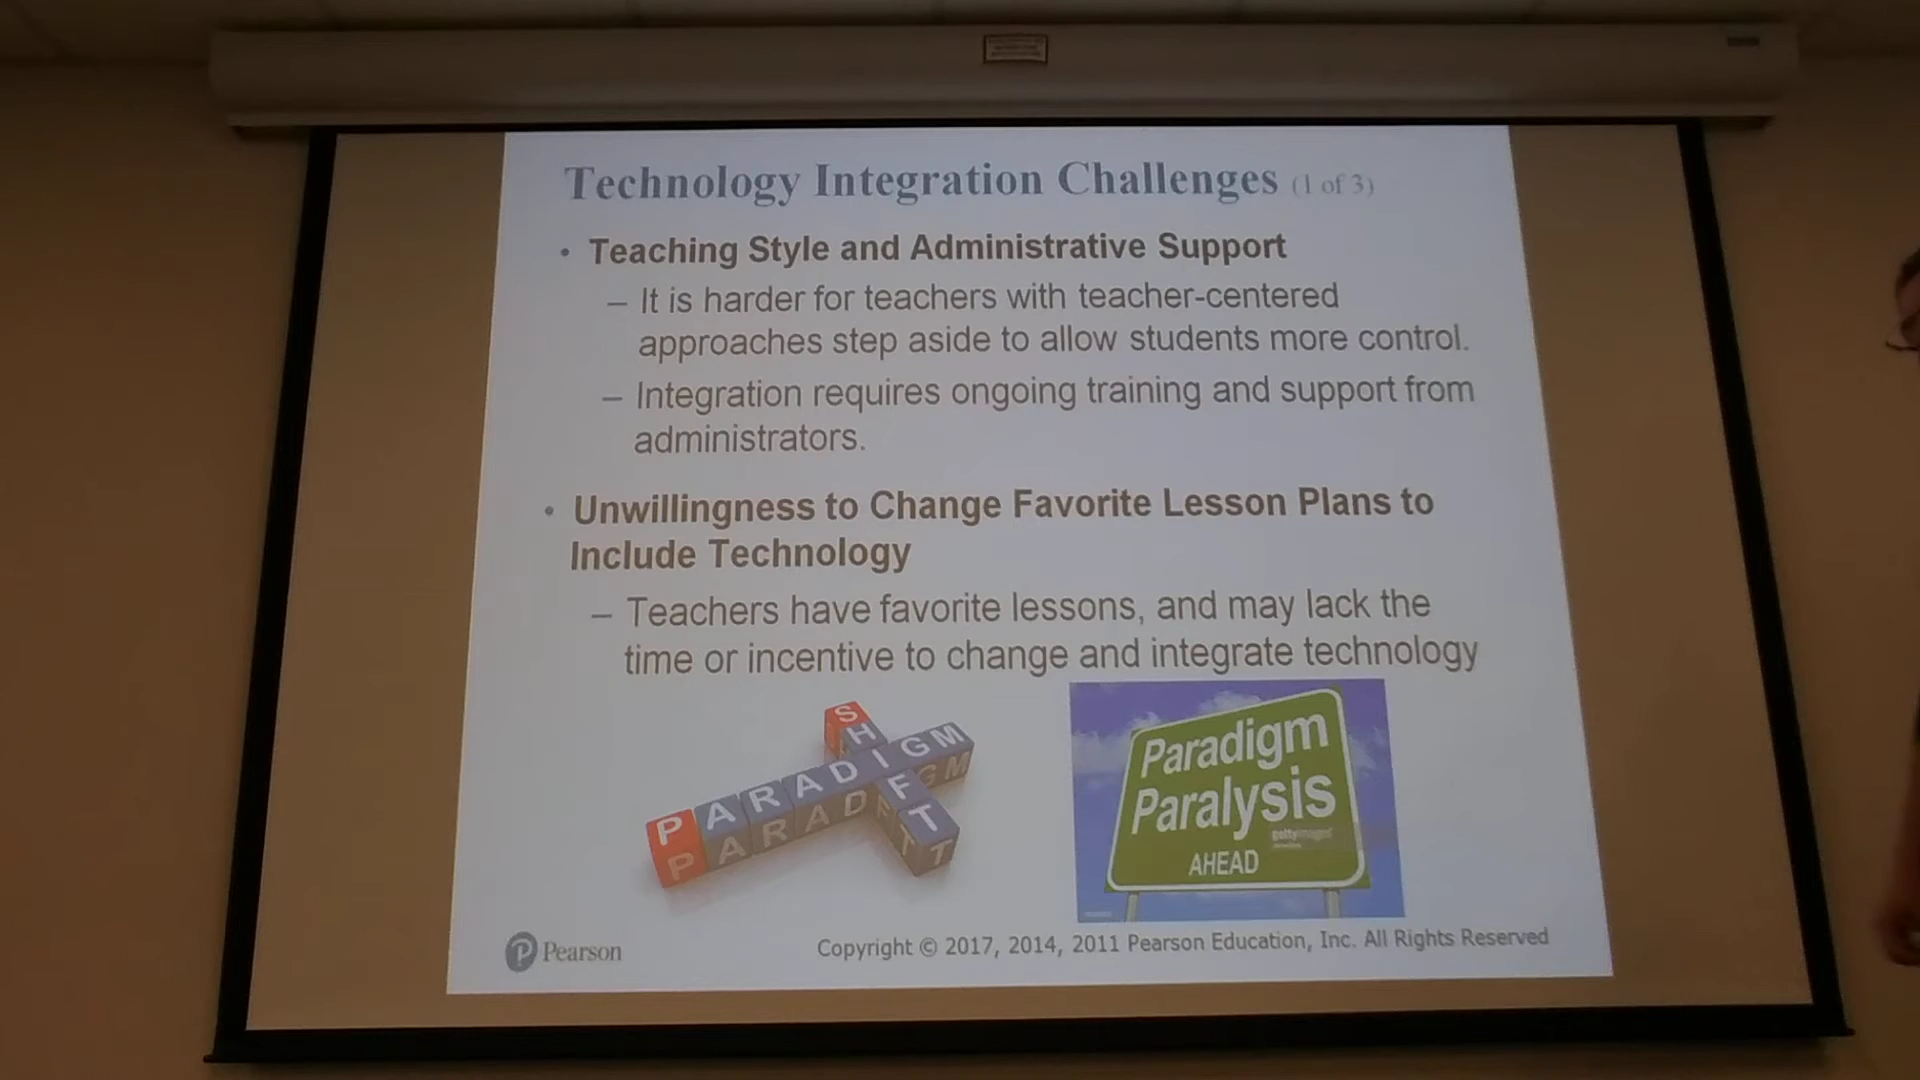 Technology Integration Challenges (1 of 3)
• Teaching Style and Administrative Support
– It is harder for teachers with teacher-centered
approaches step aside to allow students more control.
– Integration requires ongoing training and support from
administrators.
• Unwillingness to Change Favorite Lesson Plans to
Include Technology
– Teachers have favorite lessons, and may lack the
time or incentive to change and integrate technology
SHIFT
PARADIGM
Paradigm
Paralysis
gettyimages
AHEAD
Pearson
Copyright © 2017, 2014, 2011 Pearson Education, Inc. All Rights Reserved